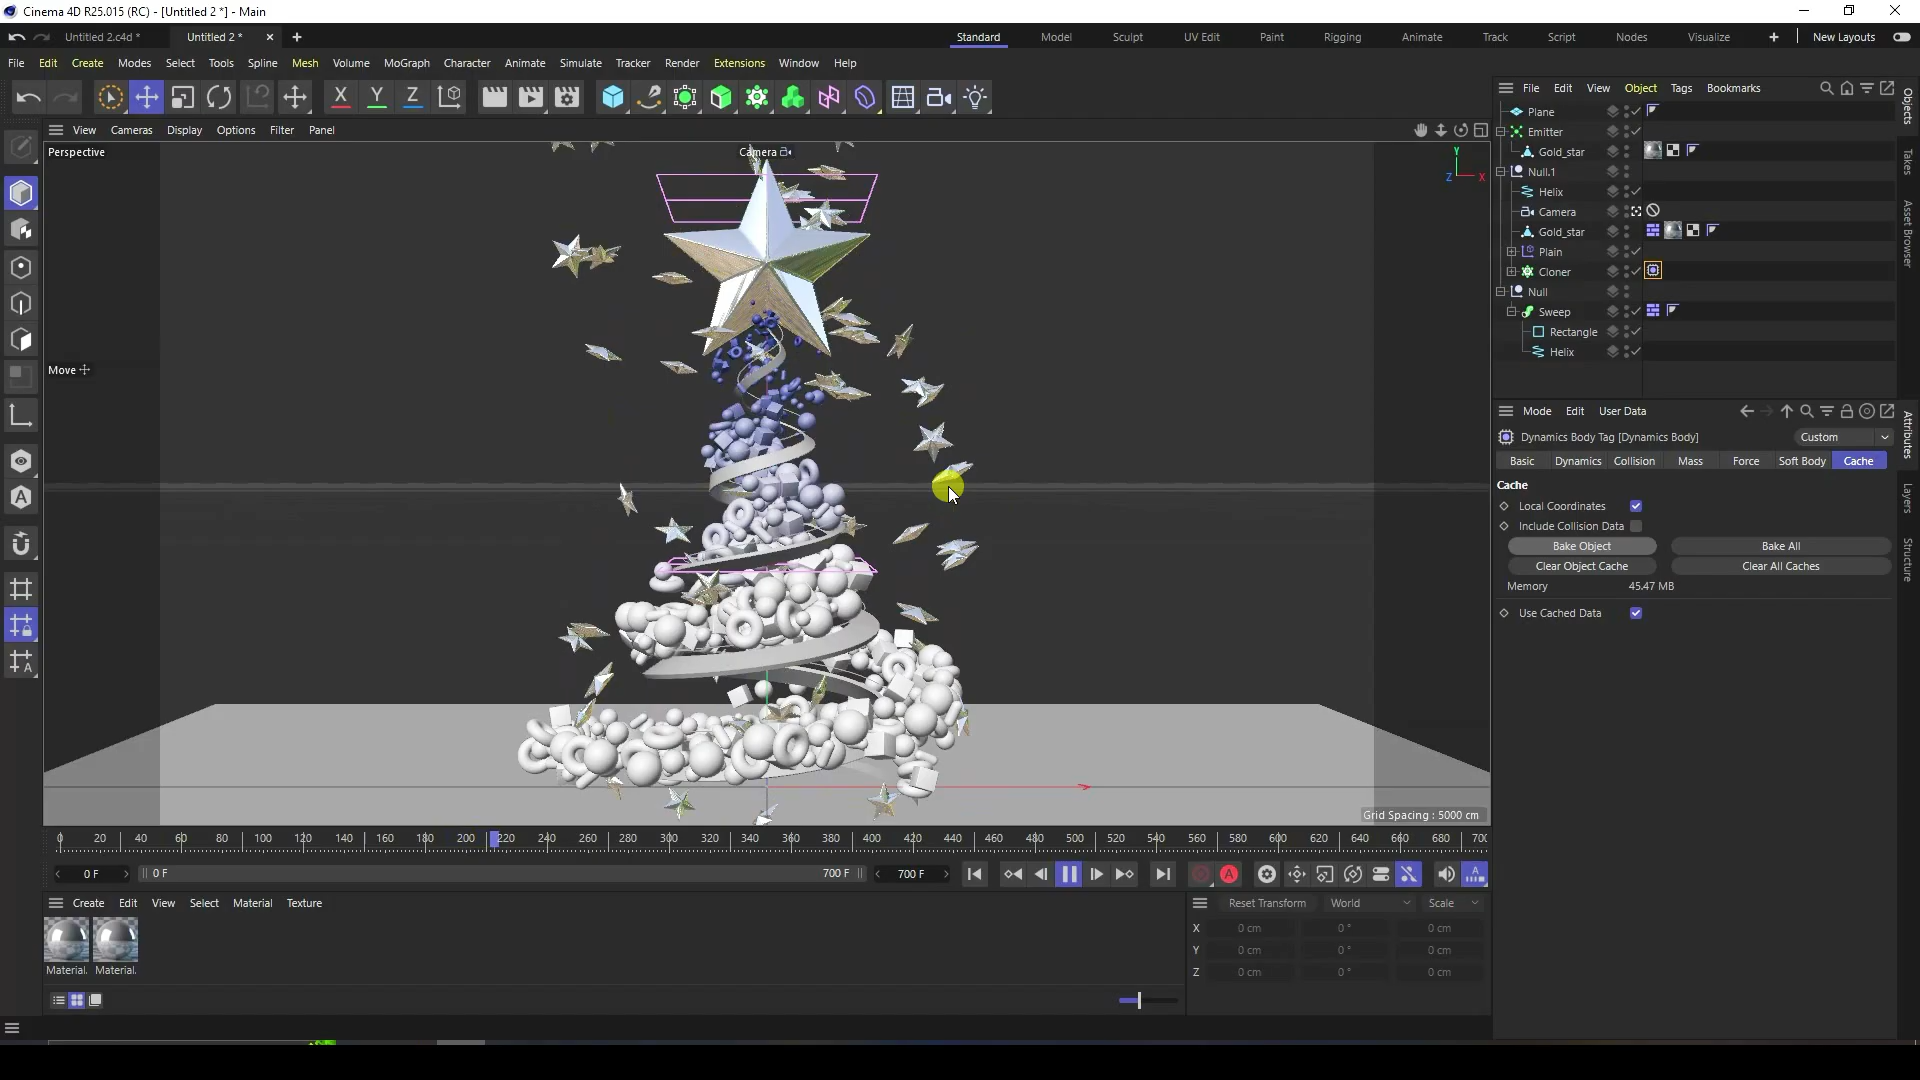 Cinema 4D R25.015 (RC) - [Untitled 2 *] - Main
Untitled 2.c4d *
Untitled 2 *
Standard Model Sculpt UV Edit Paint Rigging Animate Track Script Nodes Visualize New Layouts
File Edit Create Modes Select Tools Spline Mesh Volume MoGraph Character Animate Simulate Tracker Render Extensions Window Help
X Y Z
File Edit View Object Tags Bookmarks
View Cameras Display Options Filter Panel
Perspective
Camera
Y
Z X
Move
Grid Spacing : 5000 cm
Plane
Emitter
Gold_star
Null.1
Helix
Camera
Gold_star
Plain
Cloner
Null
Sweep
Rectangle
Helix
Objects
Takes
Asset Browser
Mode Edit User Data
Dynamics Body Tag [Dynamics Body]
Custom
Basic Dynamics Collision Mass Force Soft Body Cache
Cache
Local Coordinates
Include Collision Data
Bake Object Bake All
Clear Object Cache Clear All Caches
Memory 45.47 MB
Use Cached Data
Attributes
Layers
Structure
0 20 40 60 80 100 120 140 160 180 200 220 240 260 280 300 320 340 360 380 400 420 440 460 480 500 520 540 560 580 600 620 640 660 680 700
0 F 0 F 700 F 700 F
Create Edit View Select Material Texture
Material. Material.
Reset Transform World Scale
X 0 cm 0 ° 0 cm
Y 0 cm 0 ° 0 cm
Z 0 cm 0 ° 0 cm